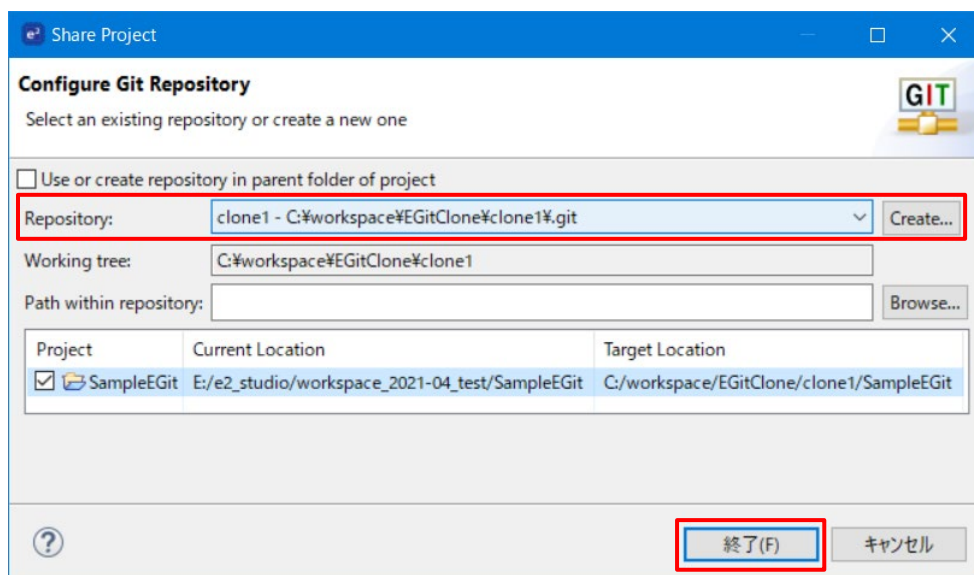 e² Share Project
Configure Git Repository
Select an existing repository or create a new one
GIT
Use or create repository in parent folder of project
Repository: clone1 - C:¥workspace¥EGitClone¥clone1¥.git Create...
Working tree: C:¥workspace¥EGitClone¥clone1
Path within repository: Browse...
Project Current Location Target Location
SampleEGit E:/e2_studio/workspace_2021-04_test/SampleEGit C:/workspace/EGitClone/clone1/SampleEGit
? 終了(F) キャンセル